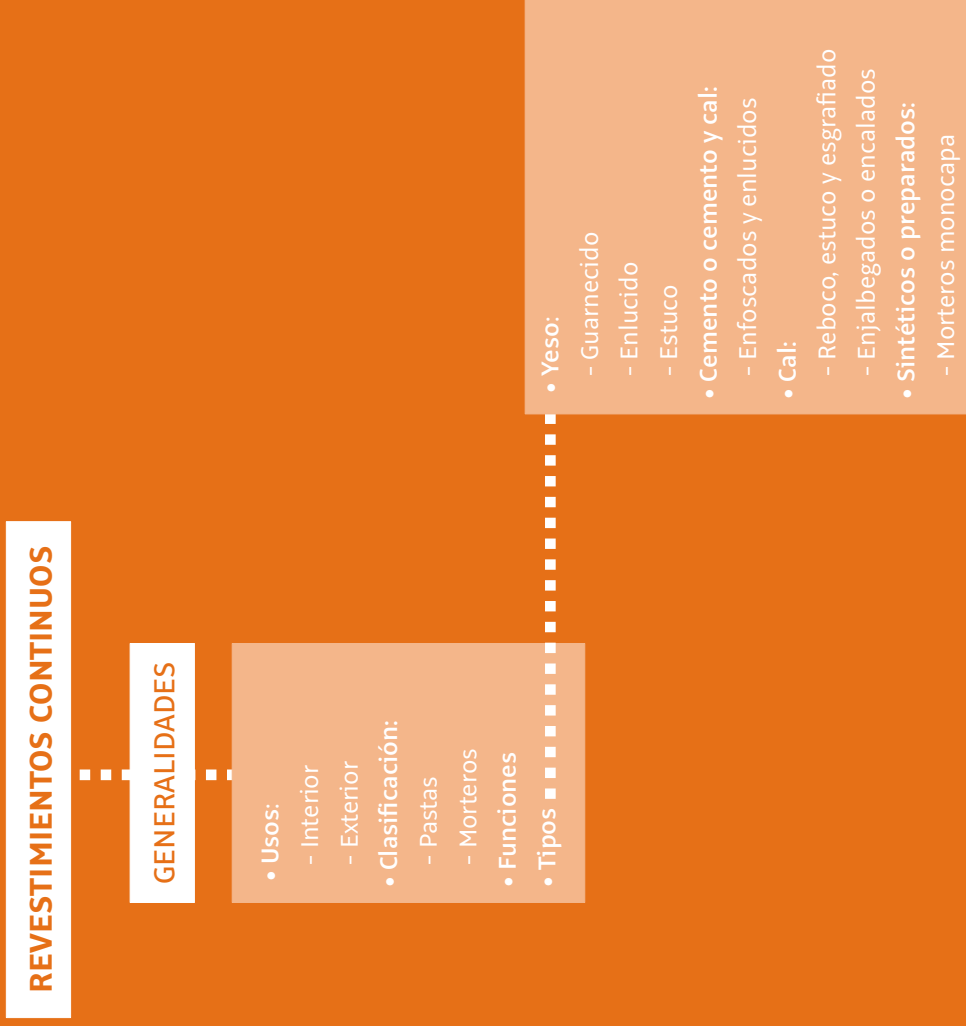 REVESTIMIENTOS CONTINUOS
GENERALIDADES
• Usos:
– Interior
– Exterior
• Clasificación:
– Pastas
– Morteros
• Funciones
• Tipos
• Yeso:
– Guarnecido
– Enlucido
– Estuco
• Cemento o cemento y cal:
– Enfoscados y enlucidos
• Cal:
– Reboco, estuco y esgrafiado
– Enjalbegados o encalados
• Sintéticos o preparados:
– Morteros monocapa